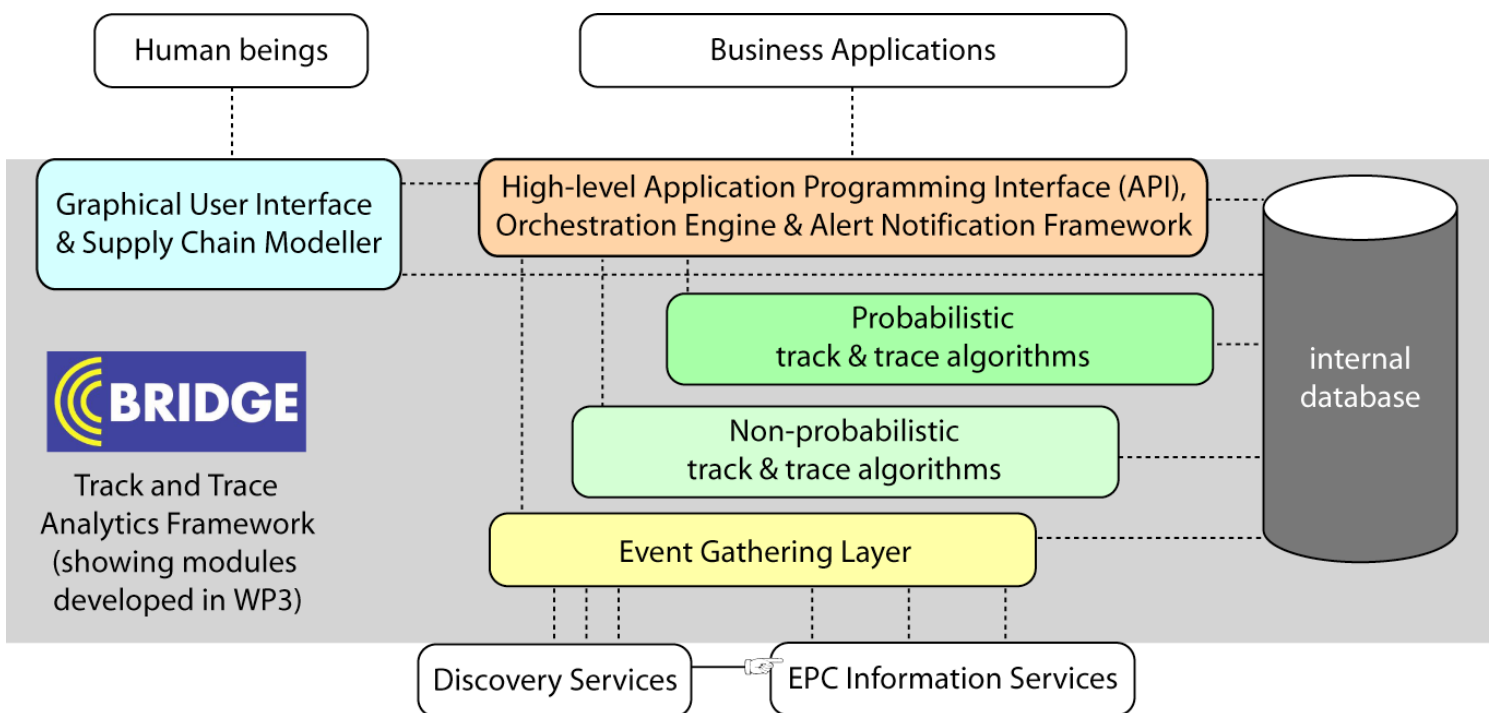 Human beings
Business Applications
Graphical User Interface
& Supply Chain Modeller
High-level Application Programming Interface (API),
Orchestration Engine & Alert Notification Framework
Probabilistic
track & trace algorithms
internal
database
BRIDGE
Non-probabilistic
track & trace algorithms
Track and Trace
Analytics Framework
(showing modules
developed in WP3)
Event Gathering Layer
Discovery Services
EPC Information Services